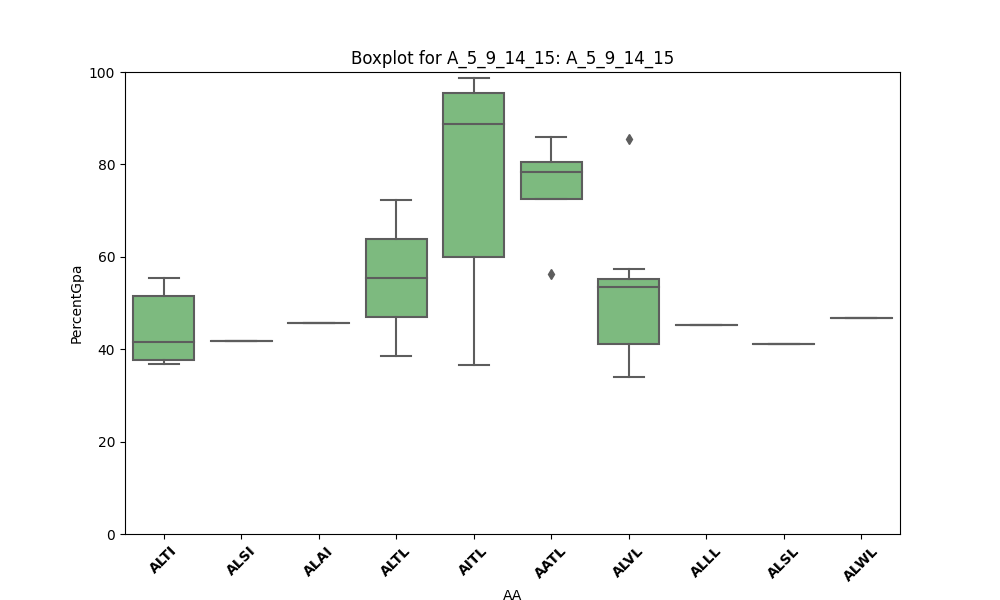 Boxplot for A_5_9_14_15: A_5_9_14_15
100
80
60
40
20
0
PercentGpa
ALTI
ALSI
ALAI
ALTL
AITL
AATL
ALVL
ALLL
ALSL
ALWL
AA